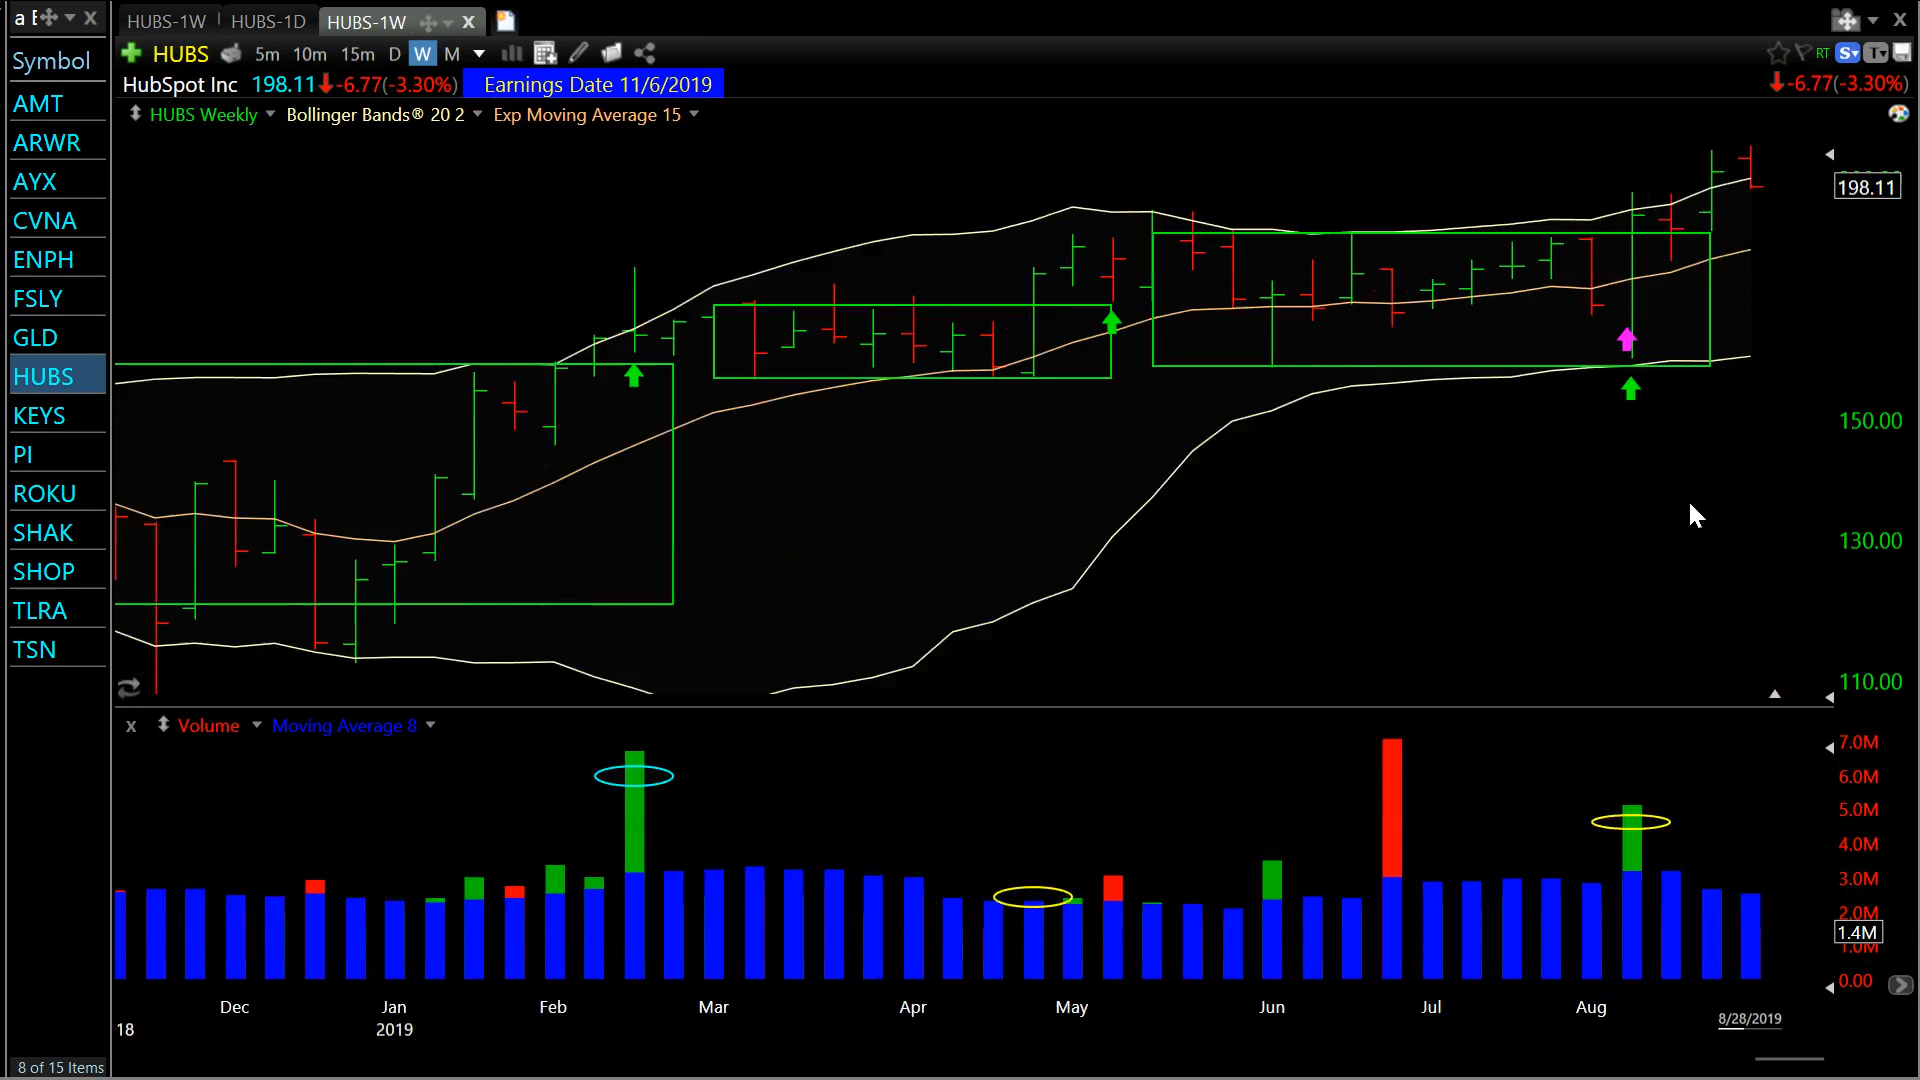 a E
HUBS-1W
HUBS-1D
HUBS-1W
X
Symbol
HUBS 5m 10m 15m D W M
RT S T
HubSpot Inc 198.11 -6.77(-3.30%) Earnings Date 11/6/2019
-6.77(-3.30%)
HUBS Weekly Bollinger Bands® 20 2 Exp Moving Average 15
AMT
ARWR
AYX
CVNA
ENPH
FSLY
GLD
HUBS
KEYS
PI
ROKU
SHAK
SHOP
TLRA
TSN
8 of 15 Items
198.11
150.00
130.00
110.00
x Volume Moving Average 8
7.0M
6.0M
5.0M
4.0M
3.0M
2.0M
1.4M
1.0M
0.00
Dec Jan Feb Mar Apr May Jun Jul Aug
18 2019 8/28/2019